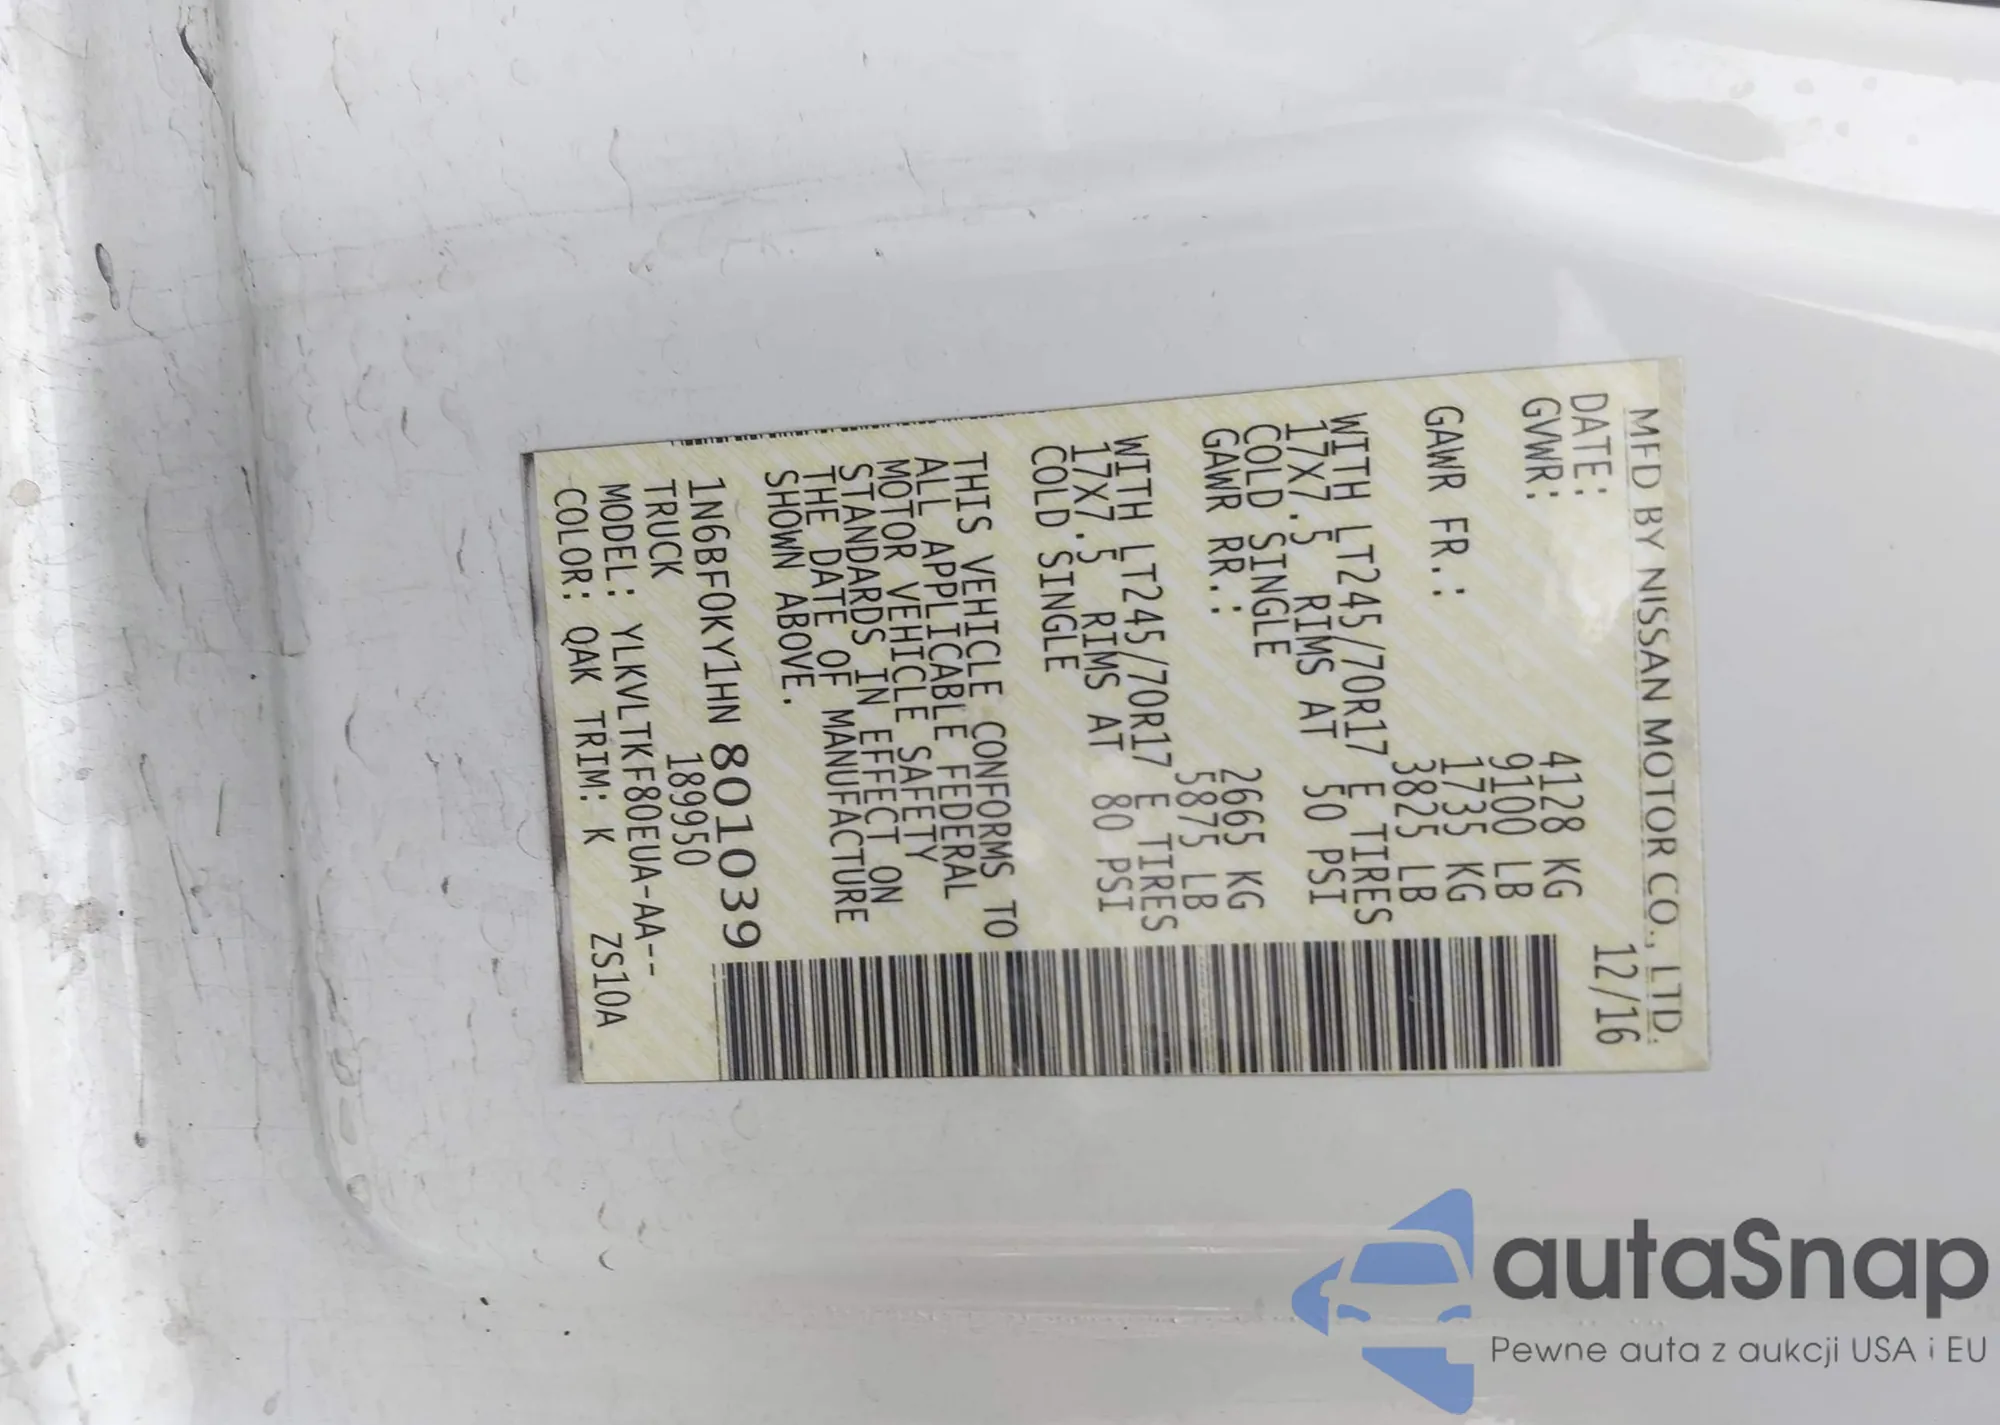 MFD BY NISSAN MOTOR CO., LTD.
DATE: 12/16
GVWR: 4128 KG
9100 LB
GAWR FR.: 1735 KG
3825 LB
WITH LT245/70R17 E TIRES
17X7.5 RIMS AT 50 PSI
COLD SINGLE
GAWR RR.: 2665 KG
5875 LB
WITH LT245/70R17 E TIRES
17X7.5 RIMS AT 80 PSI
COLD SINGLE
THIS VEHICLE CONFORMS TO
ALL APPLICABLE FEDERAL
MOTOR VEHICLE SAFETY
STANDARDS IN EFFECT ON
THE DATE OF MANUFACTURE
SHOWN ABOVE.
1N6BF0KY1HN 801039
TRUCK 189950
MODEL: YLKVLTKF80EUA-AA--
COLOR: QAK TRIM: K ZS10A
autaSnap
Pewne auta z aukcji USA i EU